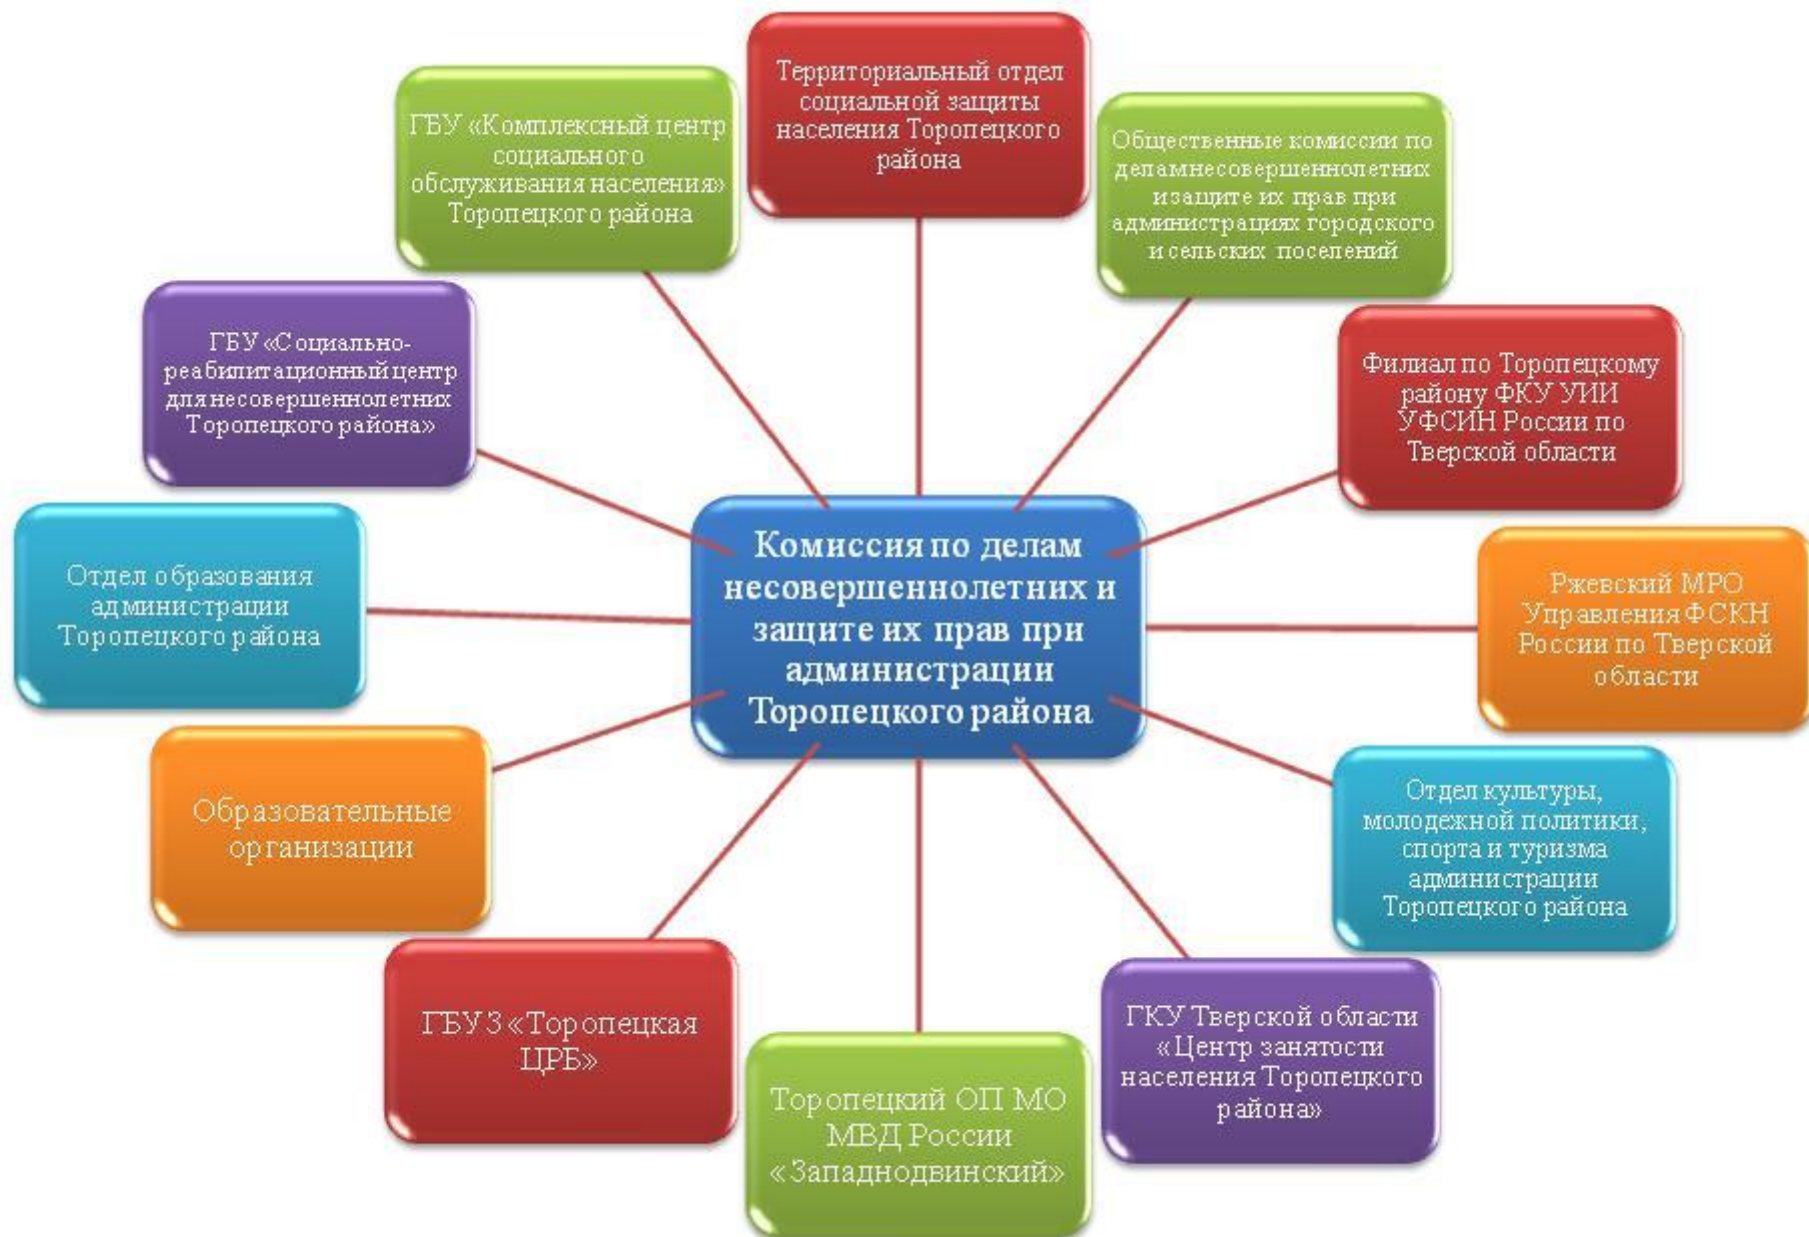 Территориальный отдел
социальной защиты
населения Торопецкого
района
ГБУ «Комплексный центр
социального
обслуживания населения»
Торопецкого района
Общественные комиссии по
делам несовершеннолетних
и защите их прав при
администрациях городского
и сельских поселений
ГБУ «Социально-
реабилитационный центр
для несовершеннолетних
Торопецкого района»
Филиал по Торопецкому
району ФКУ УИИ
УФСИН России по
Тверской области
Отдел образования
администрации
Торопецкого района
Комиссия по делам
несовершеннолетних и
защите их прав при
администрации
Торопецкого района
Ржевский МРО
Управления ФСКН
России по Тверской
области
Образовательные
организации
Отдел культуры,
молодежной политики,
спорта и туризма
администрации
Торопецкого района
ГБУЗ «Торопецкая
ЦРБ»
ГКУ Тверской области
«Центр занятости
населения Торопецкого
района»
Торопецкий ОП МО
МВД России
«Западнодвинский»